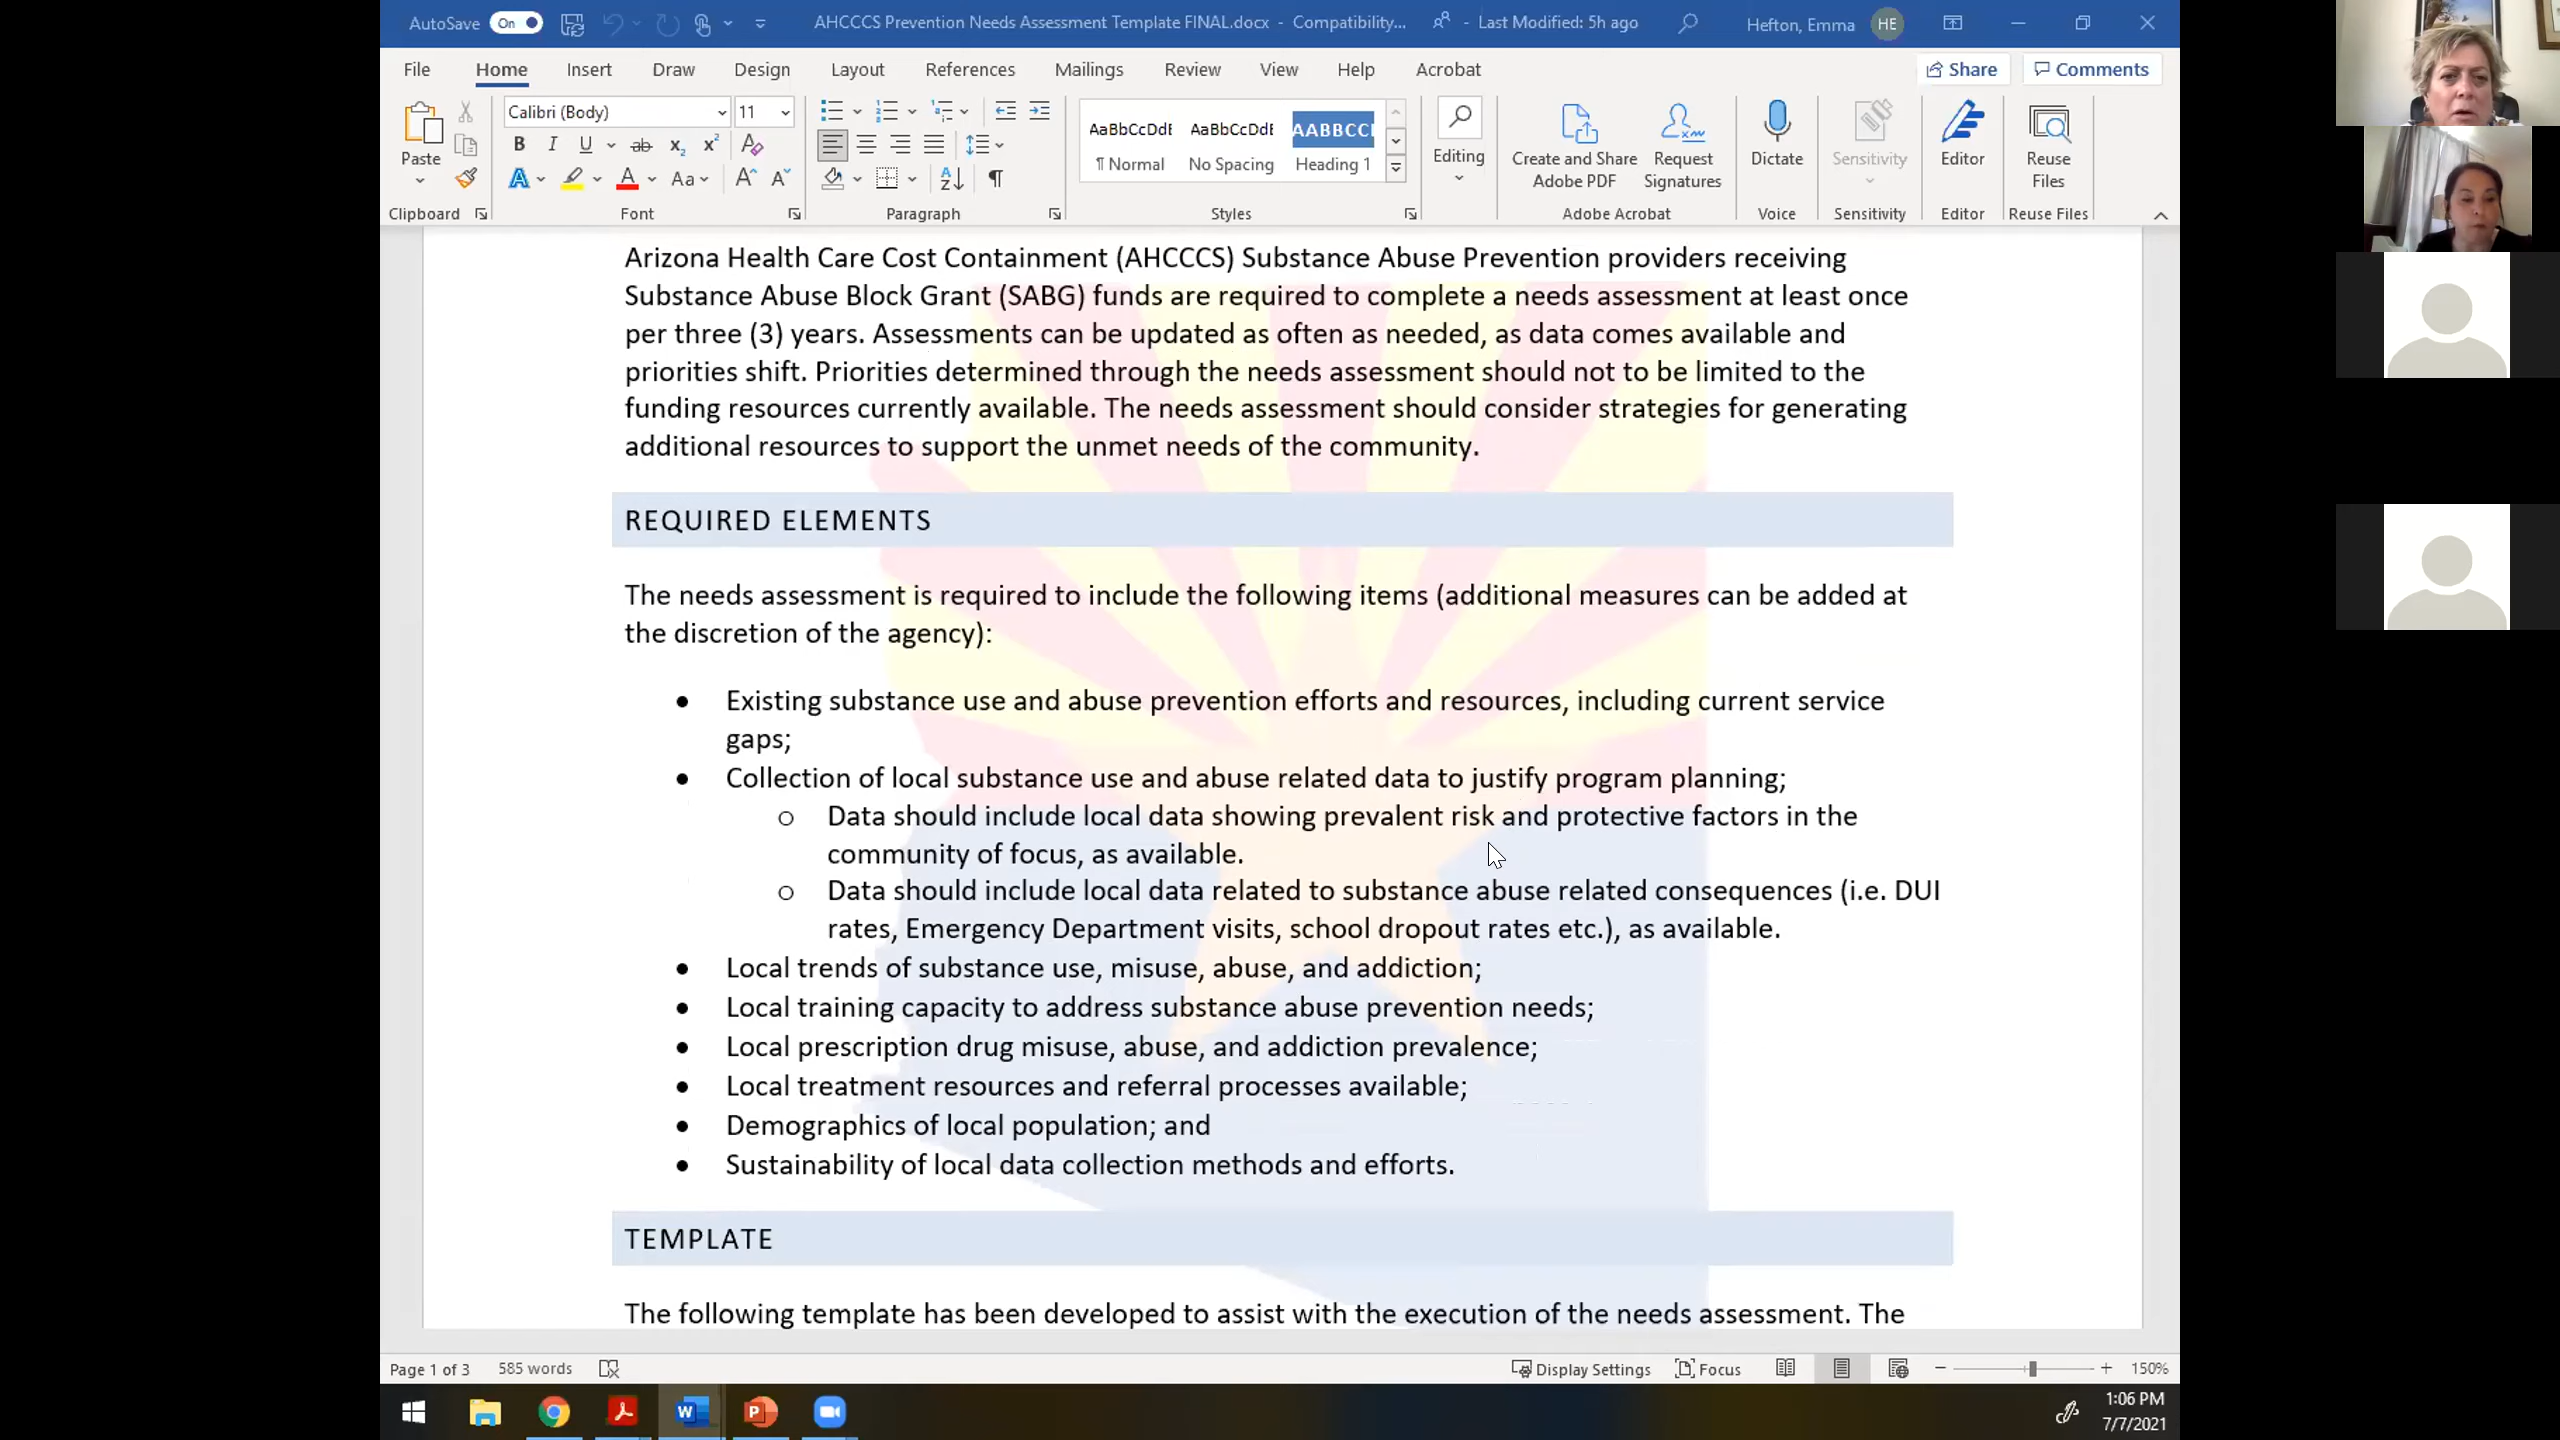 AutoSave On AHCCCS Prevention Needs Assessment Template FINAL.docx - Compatibility... - Last Modified: 5h ago Hefton, Emma HE
File Home Insert Draw Design Layout References Mailings Review View Help Acrobat Share Comments
Paste
Calibri (Body) 11
B I U ab x₂ x² A
A A Aa A A
AaBbCcDdE AaBbCcDdE AABBCCI
¶ Normal No Spacing Heading 1
Editing
Create and Share Adobe PDF
Request Signatures
Dictate
Sensitivity
Editor
Reuse Files
Clipboard Font Paragraph Styles Adobe Acrobat Voice Sensitivity Editor Reuse Files
Arizona Health Care Cost Containment (AHCCCS) Substance Abuse Prevention providers receiving
Substance Abuse Block Grant (SABG) funds are required to complete a needs assessment at least once
per three (3) years. Assessments can be updated as often as needed, as data comes available and
priorities shift. Priorities determined through the needs assessment should not to be limited to the
funding resources currently available. The needs assessment should consider strategies for generating
additional resources to support the unmet needs of the community.
REQUIRED ELEMENTS
The needs assessment is required to include the following items (additional measures can be added at
the discretion of the agency):
• Existing substance use and abuse prevention efforts and resources, including current service
gaps;
• Collection of local substance use and abuse related data to justify program planning;
o Data should include local data showing prevalent risk and protective factors in the
community of focus, as available.
o Data should include local data related to substance abuse related consequences (i.e. DUI
rates, Emergency Department visits, school dropout rates etc.), as available.
• Local trends of substance use, misuse, abuse, and addiction;
• Local training capacity to address substance abuse prevention needs;
• Local prescription drug misuse, abuse, and addiction prevalence;
• Local treatment resources and referral processes available;
• Demographics of local population; and
• Sustainability of local data collection methods and efforts.
TEMPLATE
The following template has been developed to assist with the execution of the needs assessment. The
Page 1 of 3 585 words Display Settings Focus 150%
1:06 PM
7/7/2021